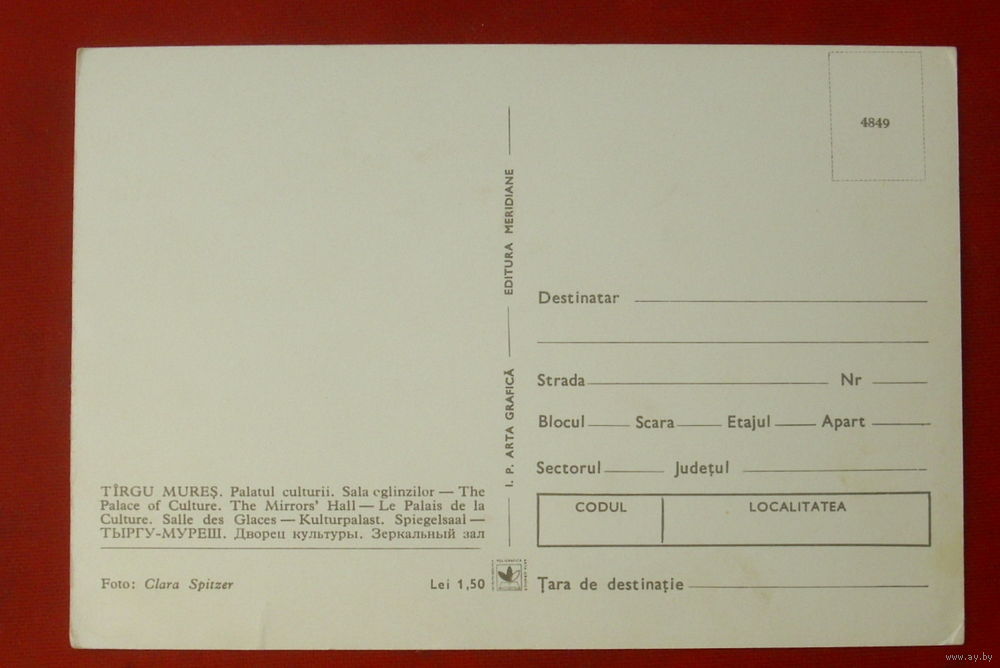 TÎRGU MUREȘ. Palatul culturii. Sala oglinzilor — The
Palace of Culture. The Mirrors' Hall — Le Palais de la
Culture. Salle des Glaces — Kulturpalast. Spiegelsaal —
ТЫРГУ-МУРЕШ. Дворец культуры. Зеркальный зал
Foto: Clara Spitzer
Lei 1,50
I. P. ARTA GRAFICĂ
EDITURA MERIDIANE
4849
Destinatar
Strada Nr
Blocul Scara Etajul Apart
Sectorul Județul
CODUL LOCALITATEA
Țara de destinație
www.ay.by